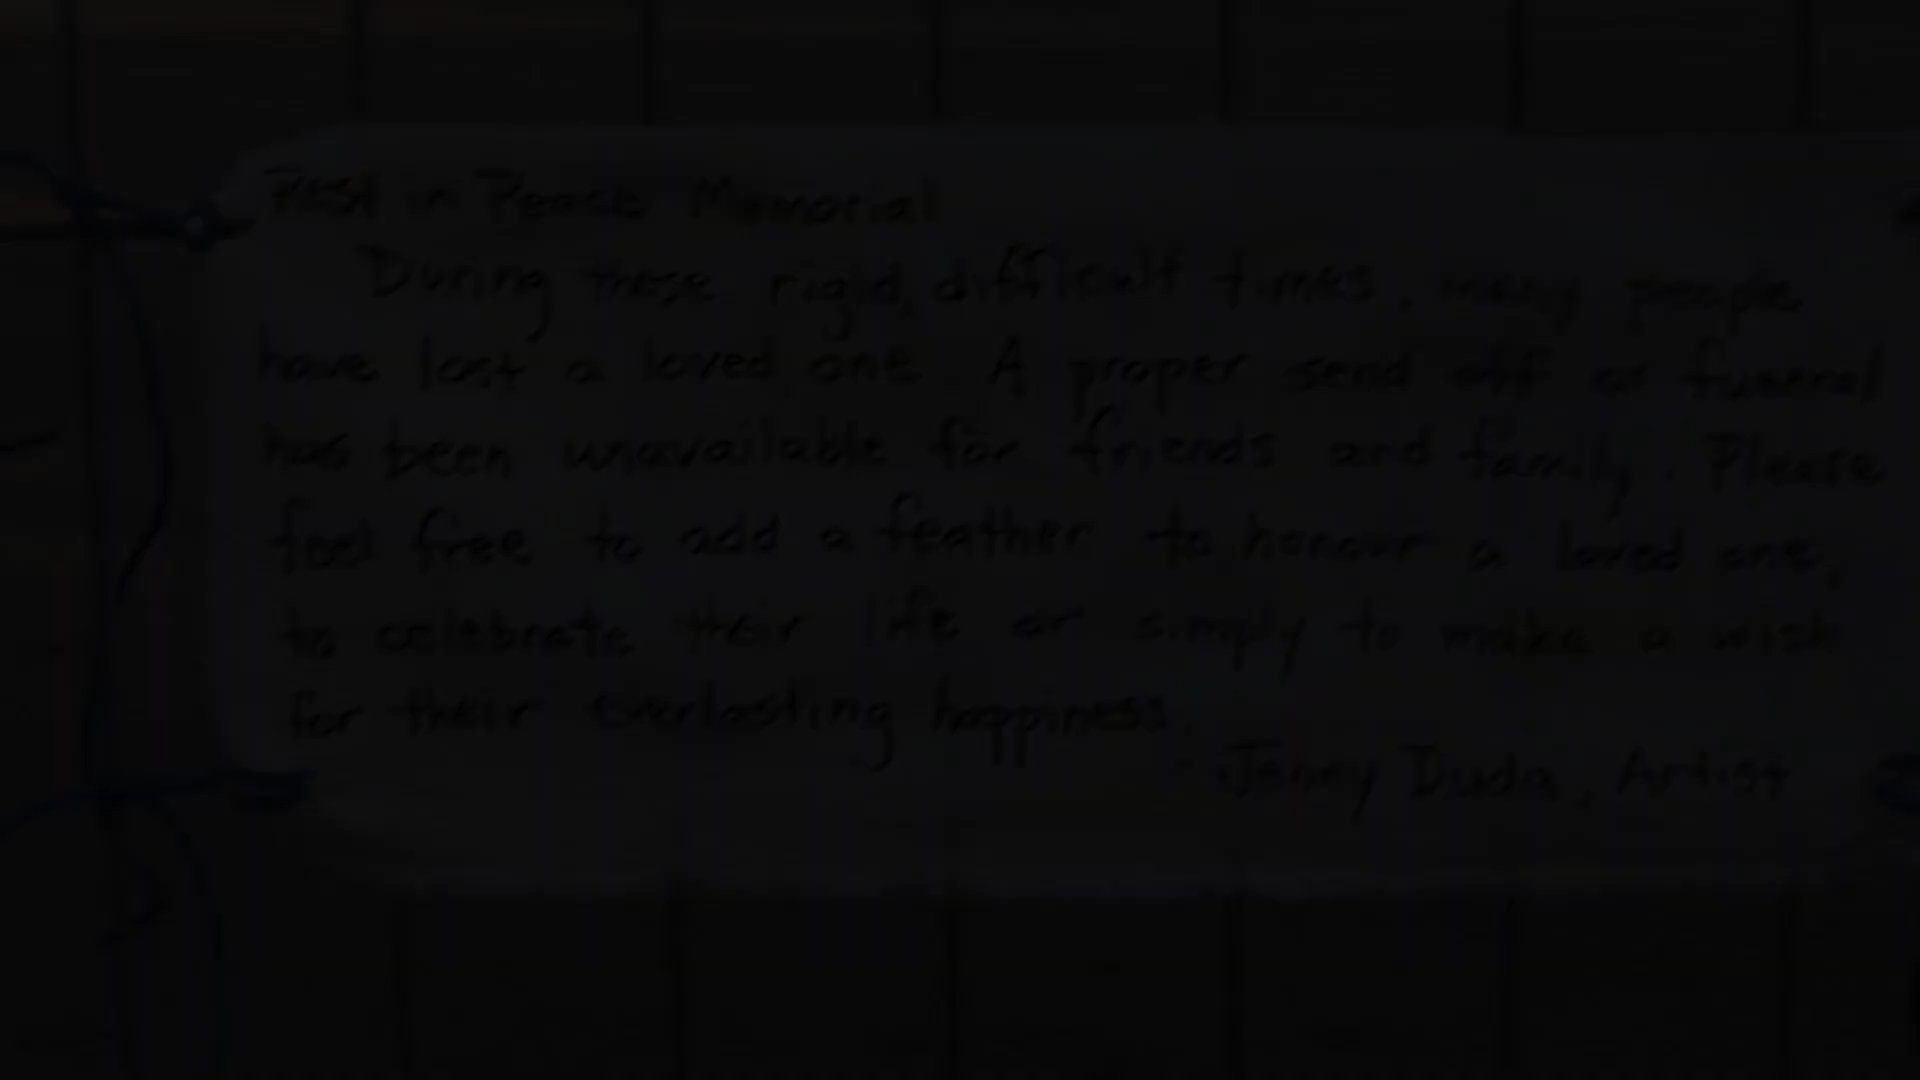 Rest in Peace Memorial
During these rigid, difficult times, many people
have lost a loved one. A proper send off or funeral
has been unavailable for friends and family. Please
feel free to add a feather to honour a loved one,
to celebrate their life or simply to make a wish
for their everlasting happiness.
- Jenny Duda, Artist